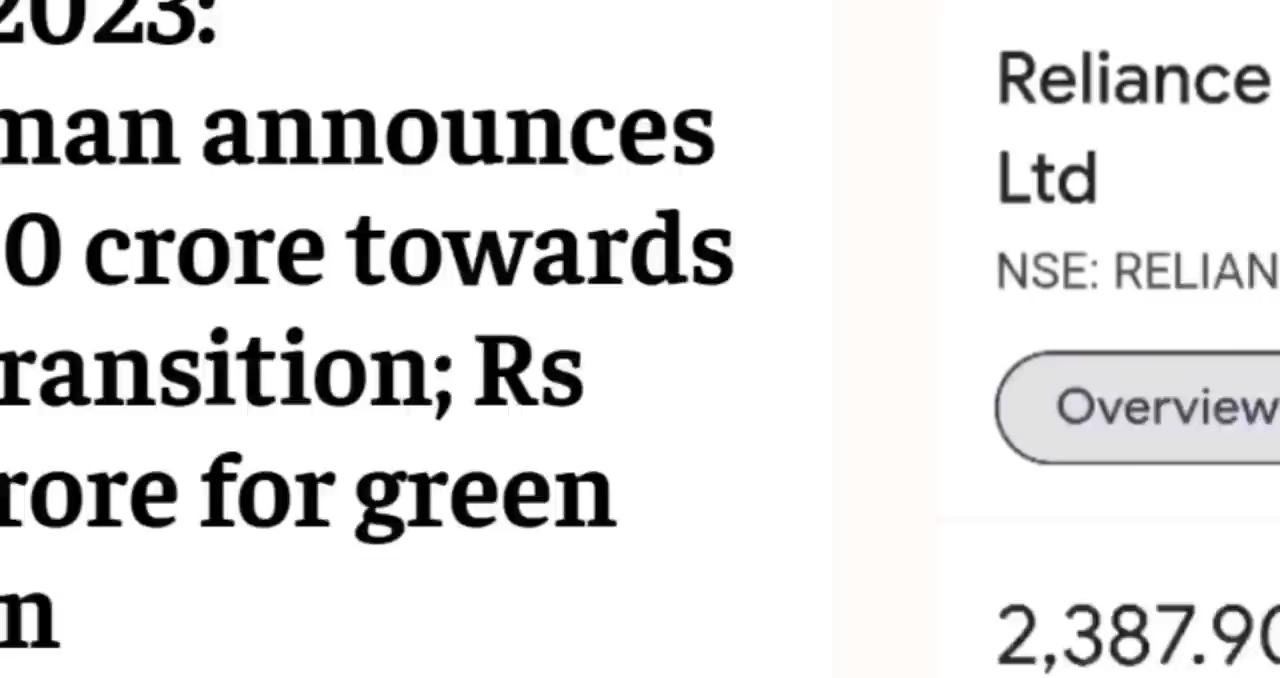 2023:
man announces
0 crore towards
ransition; Rs
rore for green
n
Reliance
Ltd
NSE: RELIAN
Overview
2,387.90